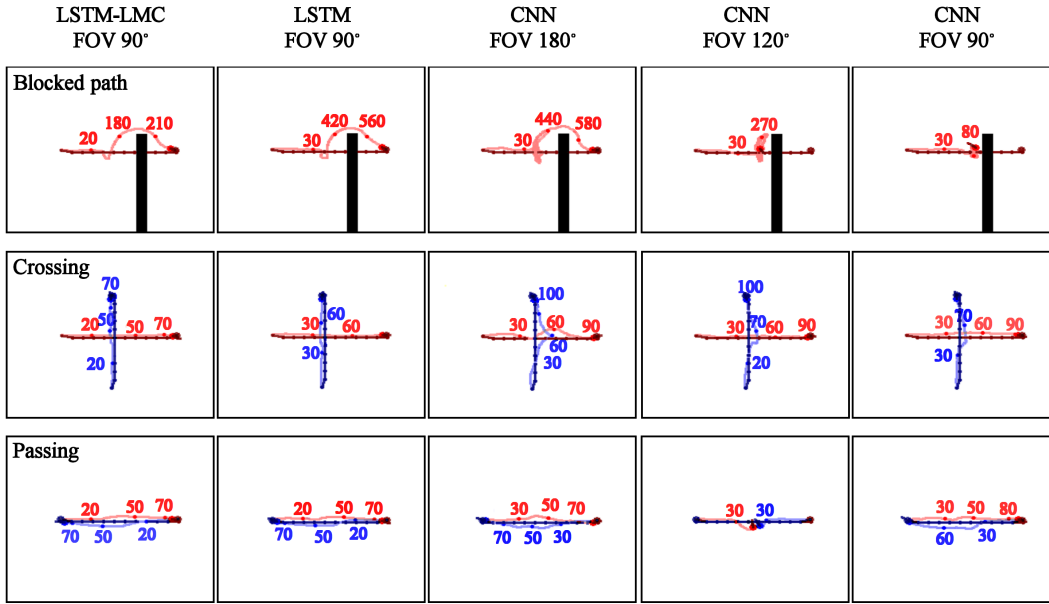 LSTM-LMC LSTM CNN CNN CNN
FOV 90° FOV 90° FOV 180° FOV 120° FOV 90°
Blocked path
180 210 420 560 440 580 270 80
20 30 30 30 30
Crossing
70 100 100
50 60 70 70
20 50 70 30 60 30 60 90 30 60 90 30 60 90
20 30 60 30 20 30
Passing
20 50 70 20 50 70 30 50 70 30 30 30 50 80
70 50 20 70 50 20 70 50 30 60 30